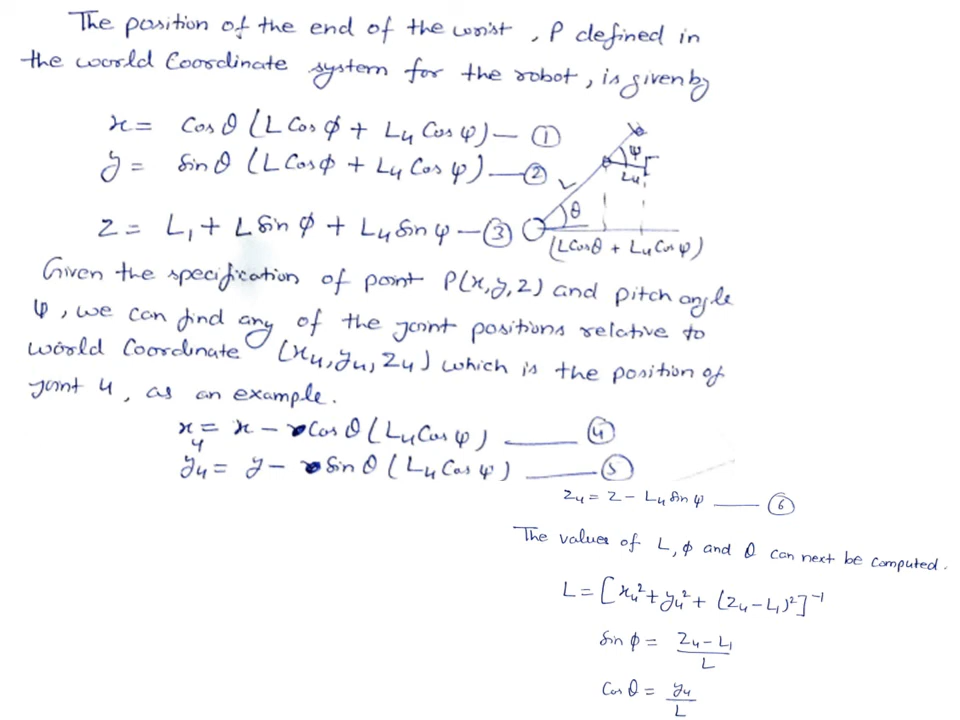 The position of the end of the wrist , P defined in
the world Coordinate system for the robot, is given by
x = Cos θ (L Cos φ + L4 Cos ψ) — ①
y = Sin θ (L Cos φ + L4 Cos ψ) — ②
z = L1 + L Sin φ + L4 Sin ψ — ③
ψ
L4
L
θ
(L Cos θ + L4 Cos ψ)
Given the specification of point P(x,y,z) and pitch angle
ψ, we can find any of the joint positions relative to
world Coordinate (x4, y4, z4) which is the position of
joint 4, as an example.
x4 = x - Cos θ (L4 Cos ψ) — ④
y4 = y - Sin θ (L4 Cos ψ) — ⑤
z4 = z - L4 Sin ψ — ⑥
The values of L, φ and θ can next be computed.
L = [x4² + y4² + (z4 - L1)²]⁻¹
Sin φ = z4 - L1 / L
Cos θ = y4 / L